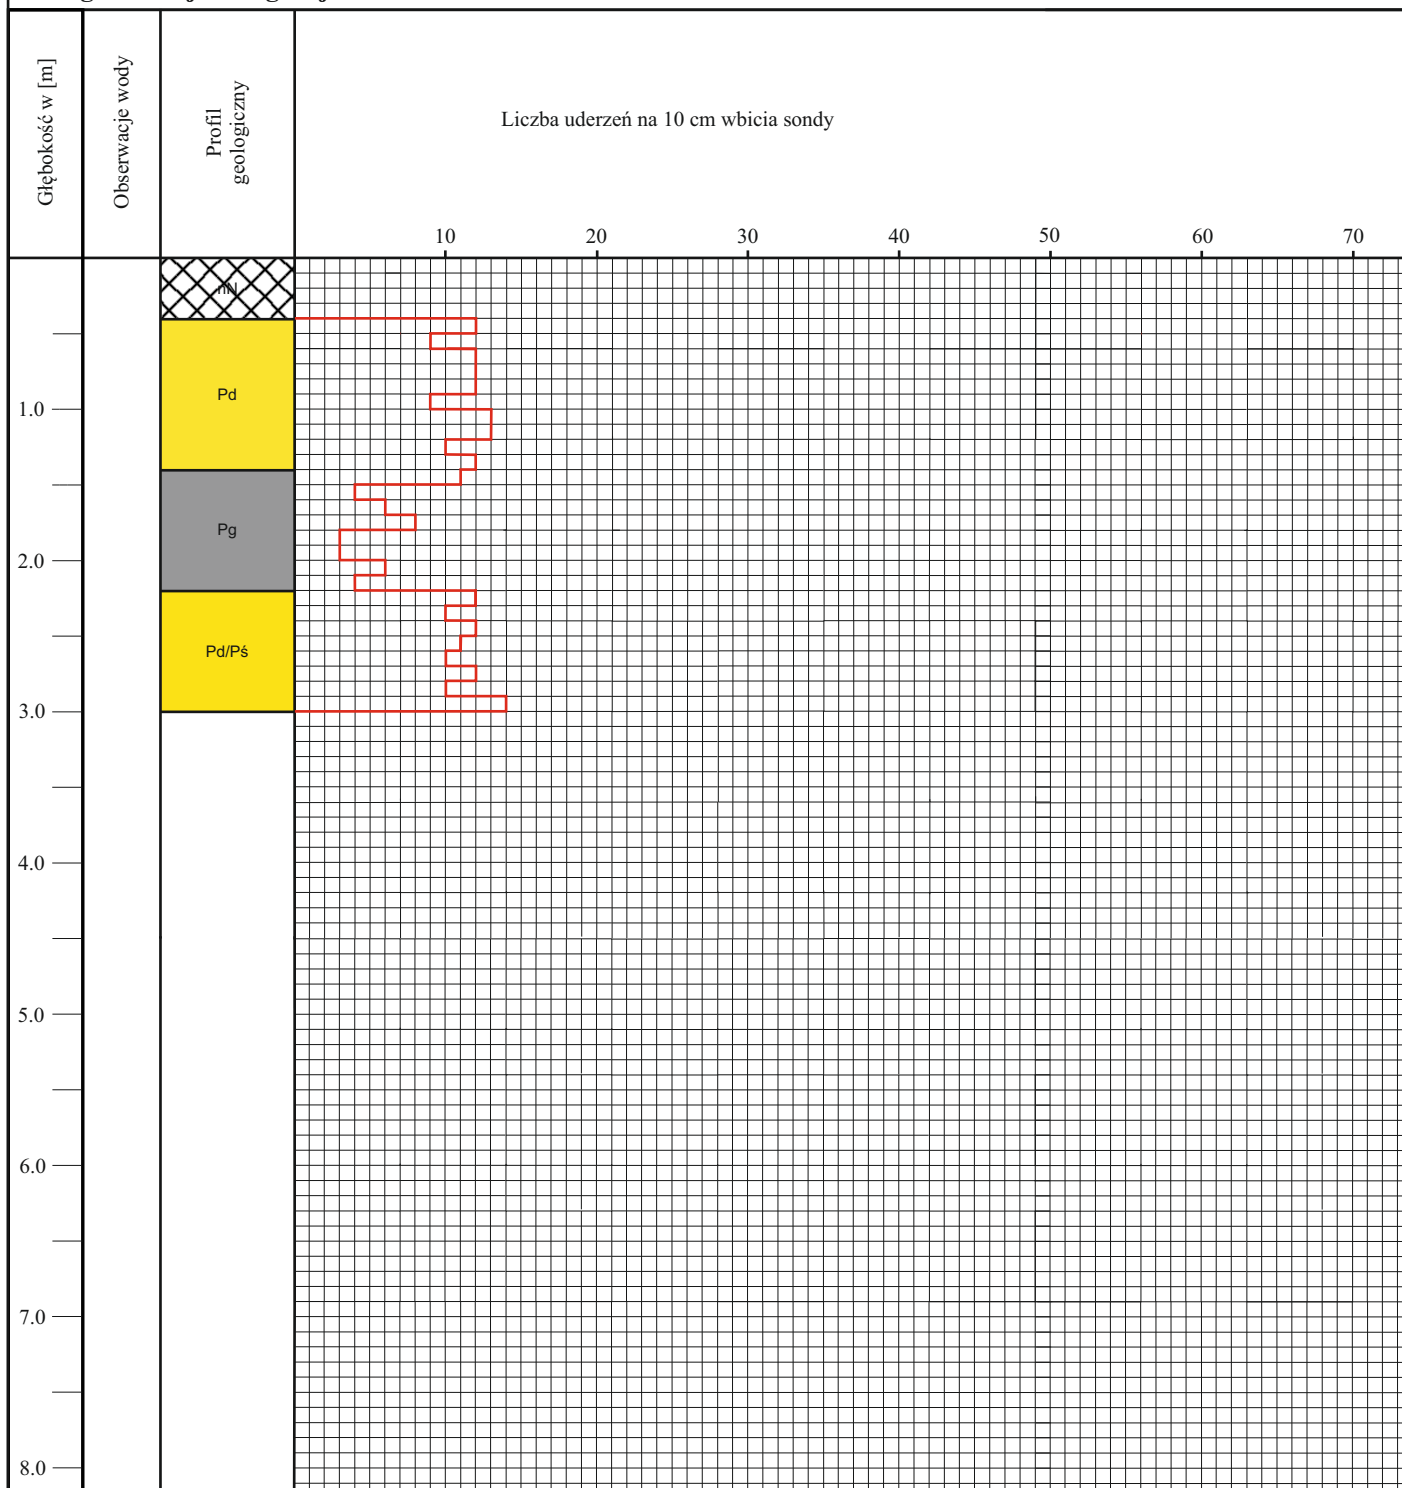 Głębokość w [m]
Obserwacje wody
Profil
geologiczny
Liczba uderzeń na 10 cm wbicia sondy
10 20 30 40 50 60 70
nN
Pd
1.0
Pg
2.0
Pd/Pś
3.0
4.0
5.0
6.0
7.0
8.0